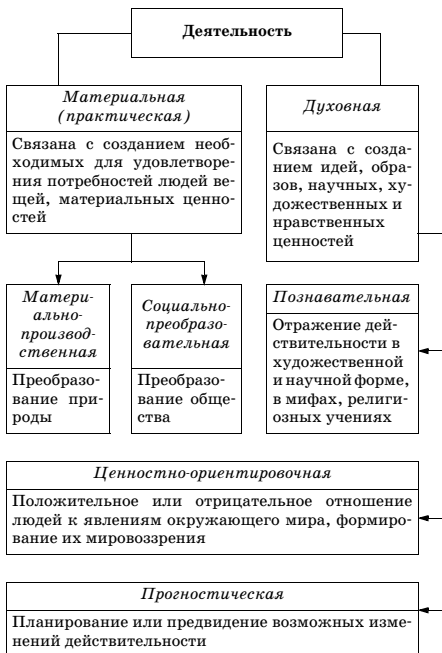 Деятельность
Материальная
(практическая)
Связана с созданием необ-
ходимых для удовлетворе-
ния потребностей людей ве-
щей, материальных ценно-
стей
Духовная
Связана с созда-
нием идей, обра-
зов, научных, ху-
дожественных и
нравственных
ценностей
Матери-
ально-
производ-
ственная
Преобразо-
вание при-
роды
Социально-
преобразо-
вательная
Преобразо-
вание обще-
ства
Познавательная
Отражение дей-
ствительности в
художественной
и научной форме,
в мифах, религи-
озных учениях
Ценностно-ориентировочная
Положительное или отрицательное отношение
людей к явлениям окружающего мира, формиро-
вание их мировоззрения
Прогностическая
Планирование или предвидение возможных изме-
нений действительности